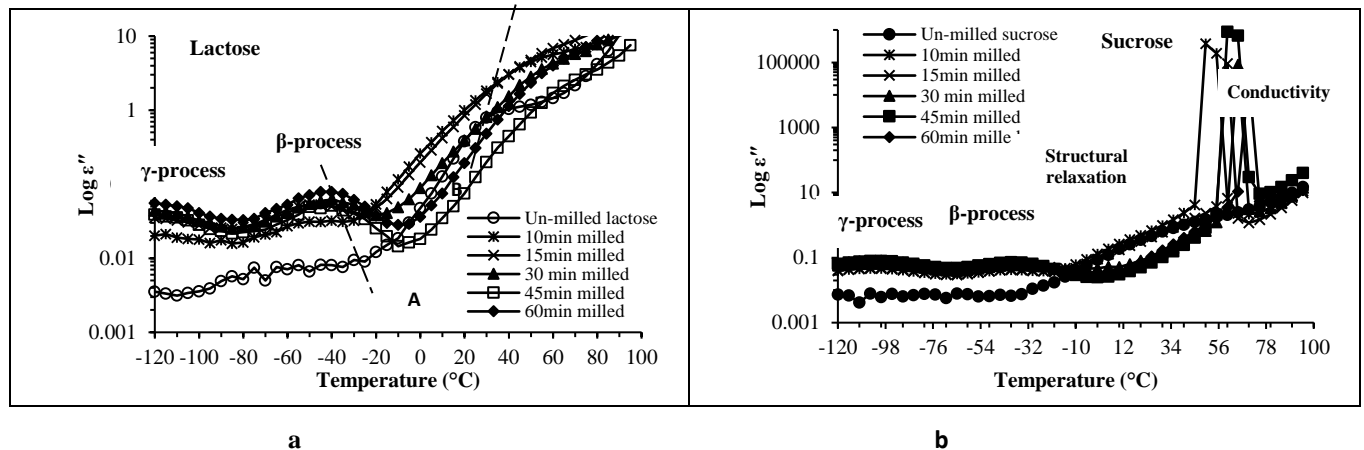 Lactose
10
1
0.01
0.001
Log ε″
γ-process
β-process
A
B
Un-milled lactose
10min milled
15min milled
30 min milled
45min milled
60min milled
-120 -100 -80 -60 -40 -20 0 20 40 60 80 100
Temperature (°C)
a
Sucrose
Un-milled sucrose
10min milled
15min milled
30 min milled
45min milled
60min mille '
100000
1000
10
0.1
0.001
Log ε″
Conductivity
Structural
relaxation
γ-process
β-process
-120 -98 -76 -54 -32 -10 12 34 56 78 100
Temperature (°C)
b